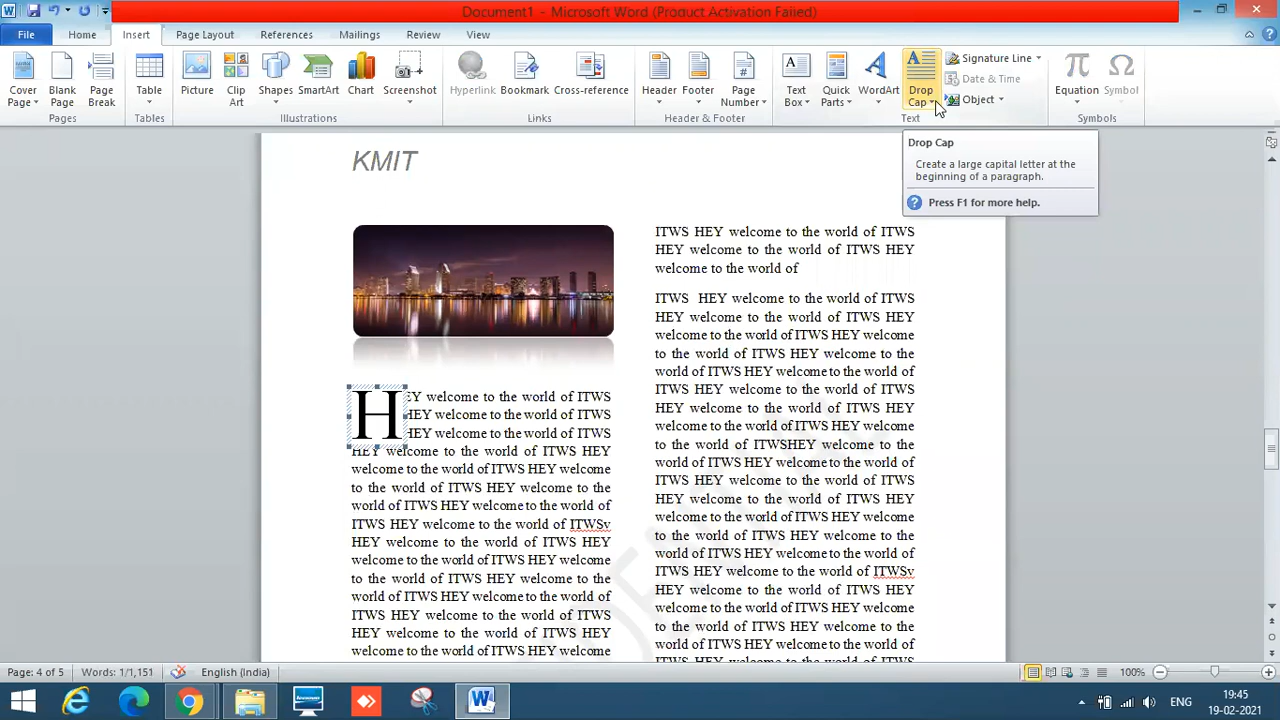 Document1 - Microsoft Word (Product Activation Failed)
File Home Insert Page Layout References Mailings Review View
Cover Page
Blank Page
Page Break
Table
Picture
Clip Art
Shapes
SmartArt
Chart
Screenshot
Hyperlink
Bookmark
Cross-reference
Header
Footer
Page Number
Text Box
Quick Parts
WordArt
Drop Cap
Signature Line
Date & Time
Object
Equation
Symbol
Pages Tables Illustrations Links Header & Footer Text Symbols
Drop Cap
Create a large capital letter at the
beginning of a paragraph.
Press F1 for more help.
KMIT
HEY welcome to the world of ITWS
HEY welcome to the world of ITWS
HEY welcome to the world of ITWS
HEY welcome to the world of ITWS HEY
welcome to the world of ITWS HEY welcome
to the world of ITWS HEY welcome to the
world of ITWS HEY welcome to the world of
ITWS HEY welcome to the world of ITWSv
HEY welcome to the world of ITWS HEY
welcome to the world of ITWS HEY welcome
to the world of ITWS HEY welcome to the
world of ITWS HEY welcome to the world of
ITWS HEY welcome to the world of ITWS
HEY welcome to the world of ITWS HEY
welcome to the world of ITWS HEY welcome
ITWS HEY welcome to the world of ITWS
HEY welcome to the world of ITWS HEY
welcome to the world of
ITWS HEY welcome to the world of ITWS
HEY welcome to the world of ITWS HEY
welcome to the world of ITWS HEY welcome
to the world of ITWS HEY welcome to the
world of ITWS HEY welcome to the world of
ITWS HEY welcome to the world of ITWS
HEY welcome to the world of ITWS HEY
welcome to the world of ITWS HEY welcome
to the world of ITWSHEY welcome to the
world of ITWS HEY welcome to the world of
ITWS HEY welcome to the world of ITWS
HEY welcome to the world of ITWS HEY
welcome to the world of ITWS HEY welcome
to the world of ITWS HEY welcome to the
world of ITWS HEY welcome to the world of
ITWS HEY welcome to the world of ITWSv
HEY welcome to the world of ITWS HEY
welcome to the world of ITWS HEY welcome
to the world of ITWS HEY welcome to the
world of ITWS HEY welcome to the world of
Page: 4 of 5 Words: 1/1,151 English (India) 100%
ENG
19:45
19-02-2021